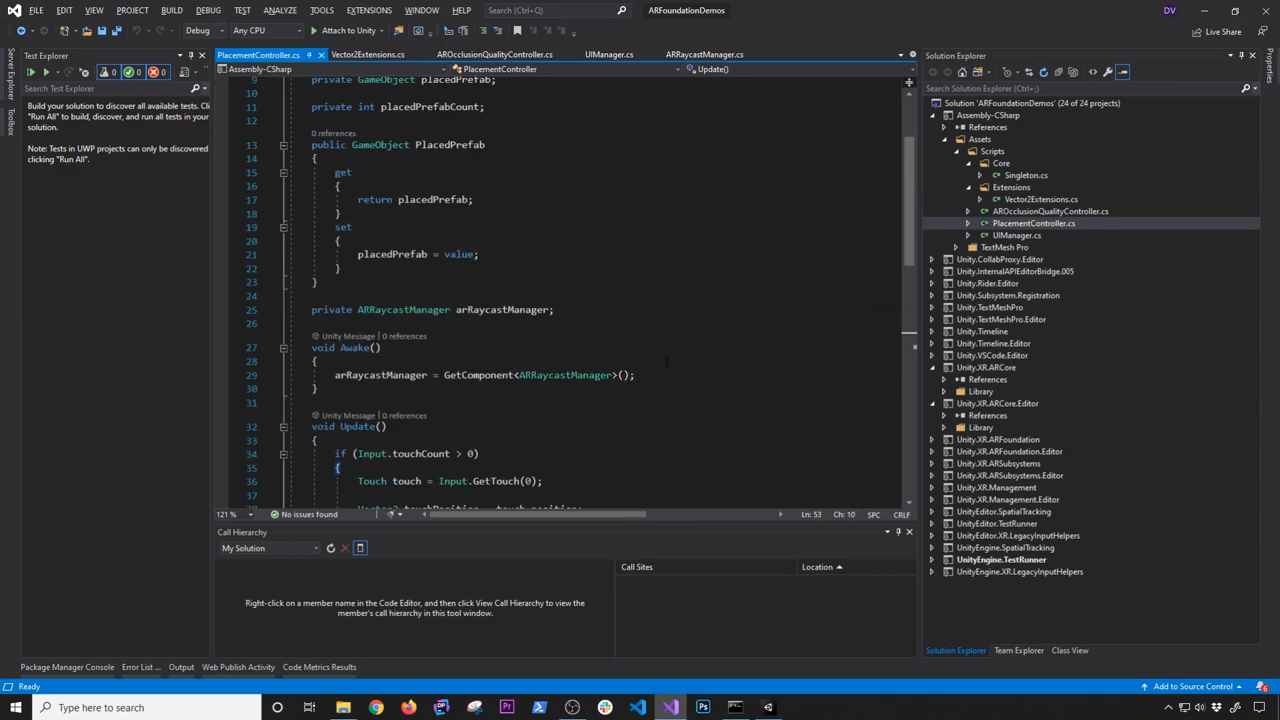 FILE EDIT VIEW PROJECT BUILD DEBUG TEST ANALYZE TOOLS EXTENSIONS WINDOW HELP Search (Ctrl+Q) ARFoundationDemos DV
Debug Any CPU Attach to Unity Live Share
Server Explorer
Toolbox
Properties
Test Explorer
0 0 0
Search Test Explorer
Build your solution to discover all available tests. Cli
"Run All" to build, discover, and run all tests in your
solution.
Note: Tests in UWP projects can only be discovered
clicking "Run All".
PlacementController.cs Vector2Extensions.cs AROcclusionQualityController.cs UIManager.cs ARRaycastManager.cs
Assembly-CSharp PlacementController Update()
9 private GameObject placedPrefab;
10
11 private int placedPrefabCount;
12
0 references
13 public GameObject PlacedPrefab
14 {
15 get
16 {
17 return placedPrefab;
18 }
19 set
20 {
21 placedPrefab = value;
22 }
23 }
24
25 private ARRaycastManager arRaycastManager;
26
Unity Message | 0 references
27 void Awake()
28 {
29 arRaycastManager = GetComponent<ARRaycastManager>();
30 }
31
Unity Message | 0 references
32 void Update()
33 {
34 if (Input.touchCount > 0)
35 {
36 Touch touch = Input.GetTouch(0);
37
38 Vector2 touchPosition = touch.position;
121 % No issues found Ln: 53 Ch: 10 SPC CRLF
Call Hierarchy
My Solution
Call Sites Location
Right-click on a member name in the Code Editor, and then click View Call Hierarchy to view the
member's call hierarchy in this tool window.
Solution Explorer
Search Solution Explorer (Ctrl+;)
Solution 'ARFoundationDemos' (24 of 24 projects)
Assembly-CSharp
References
Assets
Scripts
Core
Singleton.cs
Extensions
Vector2Extensions.cs
AROcclusionQualityController.cs
PlacementController.cs
UIManager.cs
TextMesh Pro
Unity.CollabProxy.Editor
Unity.InternalAPIEditorBridge.005
Unity.Rider.Editor
Unity.Subsystem.Registration
Unity.TextMeshPro
Unity.TextMeshPro.Editor
Unity.Timeline
Unity.Timeline.Editor
Unity.VSCode.Editor
Unity.XR.ARCore
References
Library
Unity.XR.ARCore.Editor
References
Library
Unity.XR.ARFoundation
Unity.XR.ARFoundation.Editor
Unity.XR.ARSubsystems
Unity.XR.ARSubsystems.Editor
Unity.XR.Management
Unity.XR.Management.Editor
UnityEditor.SpatialTracking
UnityEditor.TestRunner
UnityEditor.XR.LegacyInputHelpers
UnityEngine.SpatialTracking
UnityEngine.TestRunner
UnityEngine.XR.LegacyInputHelpers
Solution Explorer Team Explorer Class View
Package Manager Console Error List ... Output Web Publish Activity Code Metrics Results
Ready Add to Source Control 6
Type here to search